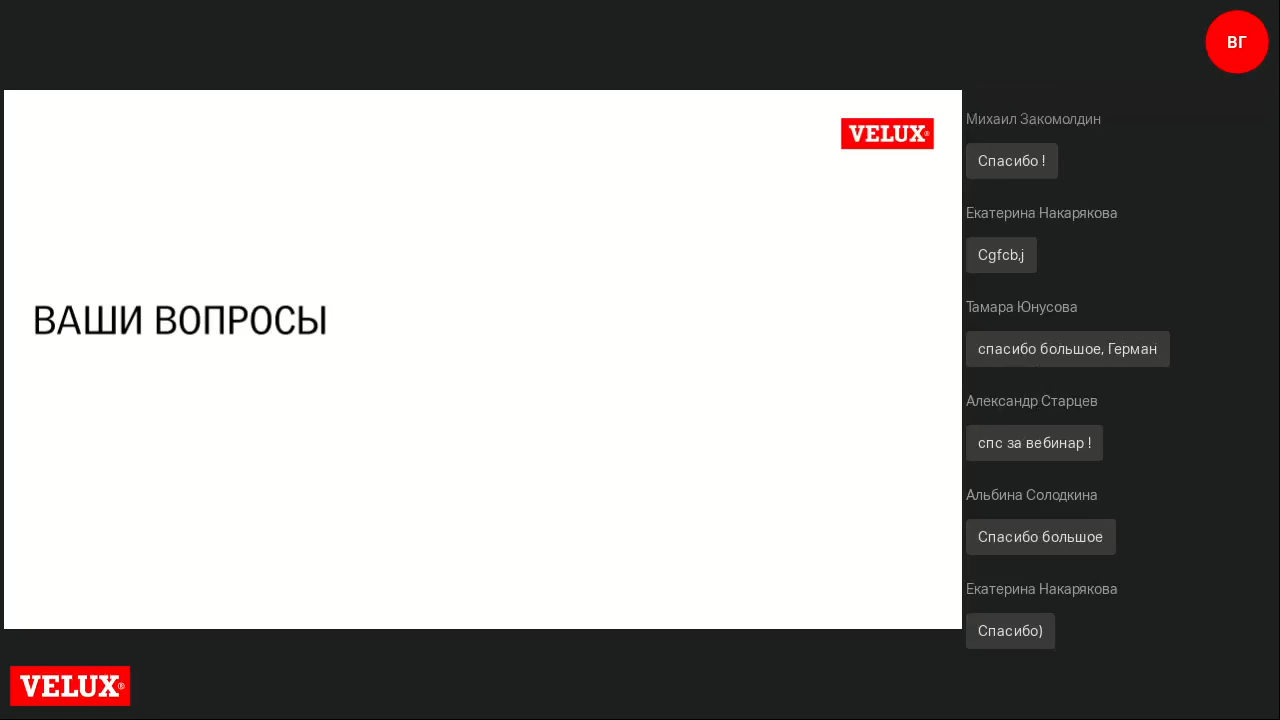 ВГ
VELUX®
ВАШИ ВОПРОСЫ
Михаил Закомолдин
Спасибо !
Екатерина Накарякова
Cgfcb,j
Тамара Юнусова
спасибо большое, Герман
Александр Старцев
спс за вебинар !
Альбина Солодкина
Спасибо большое
Екатерина Накарякова
Спасибо)
VELUX®